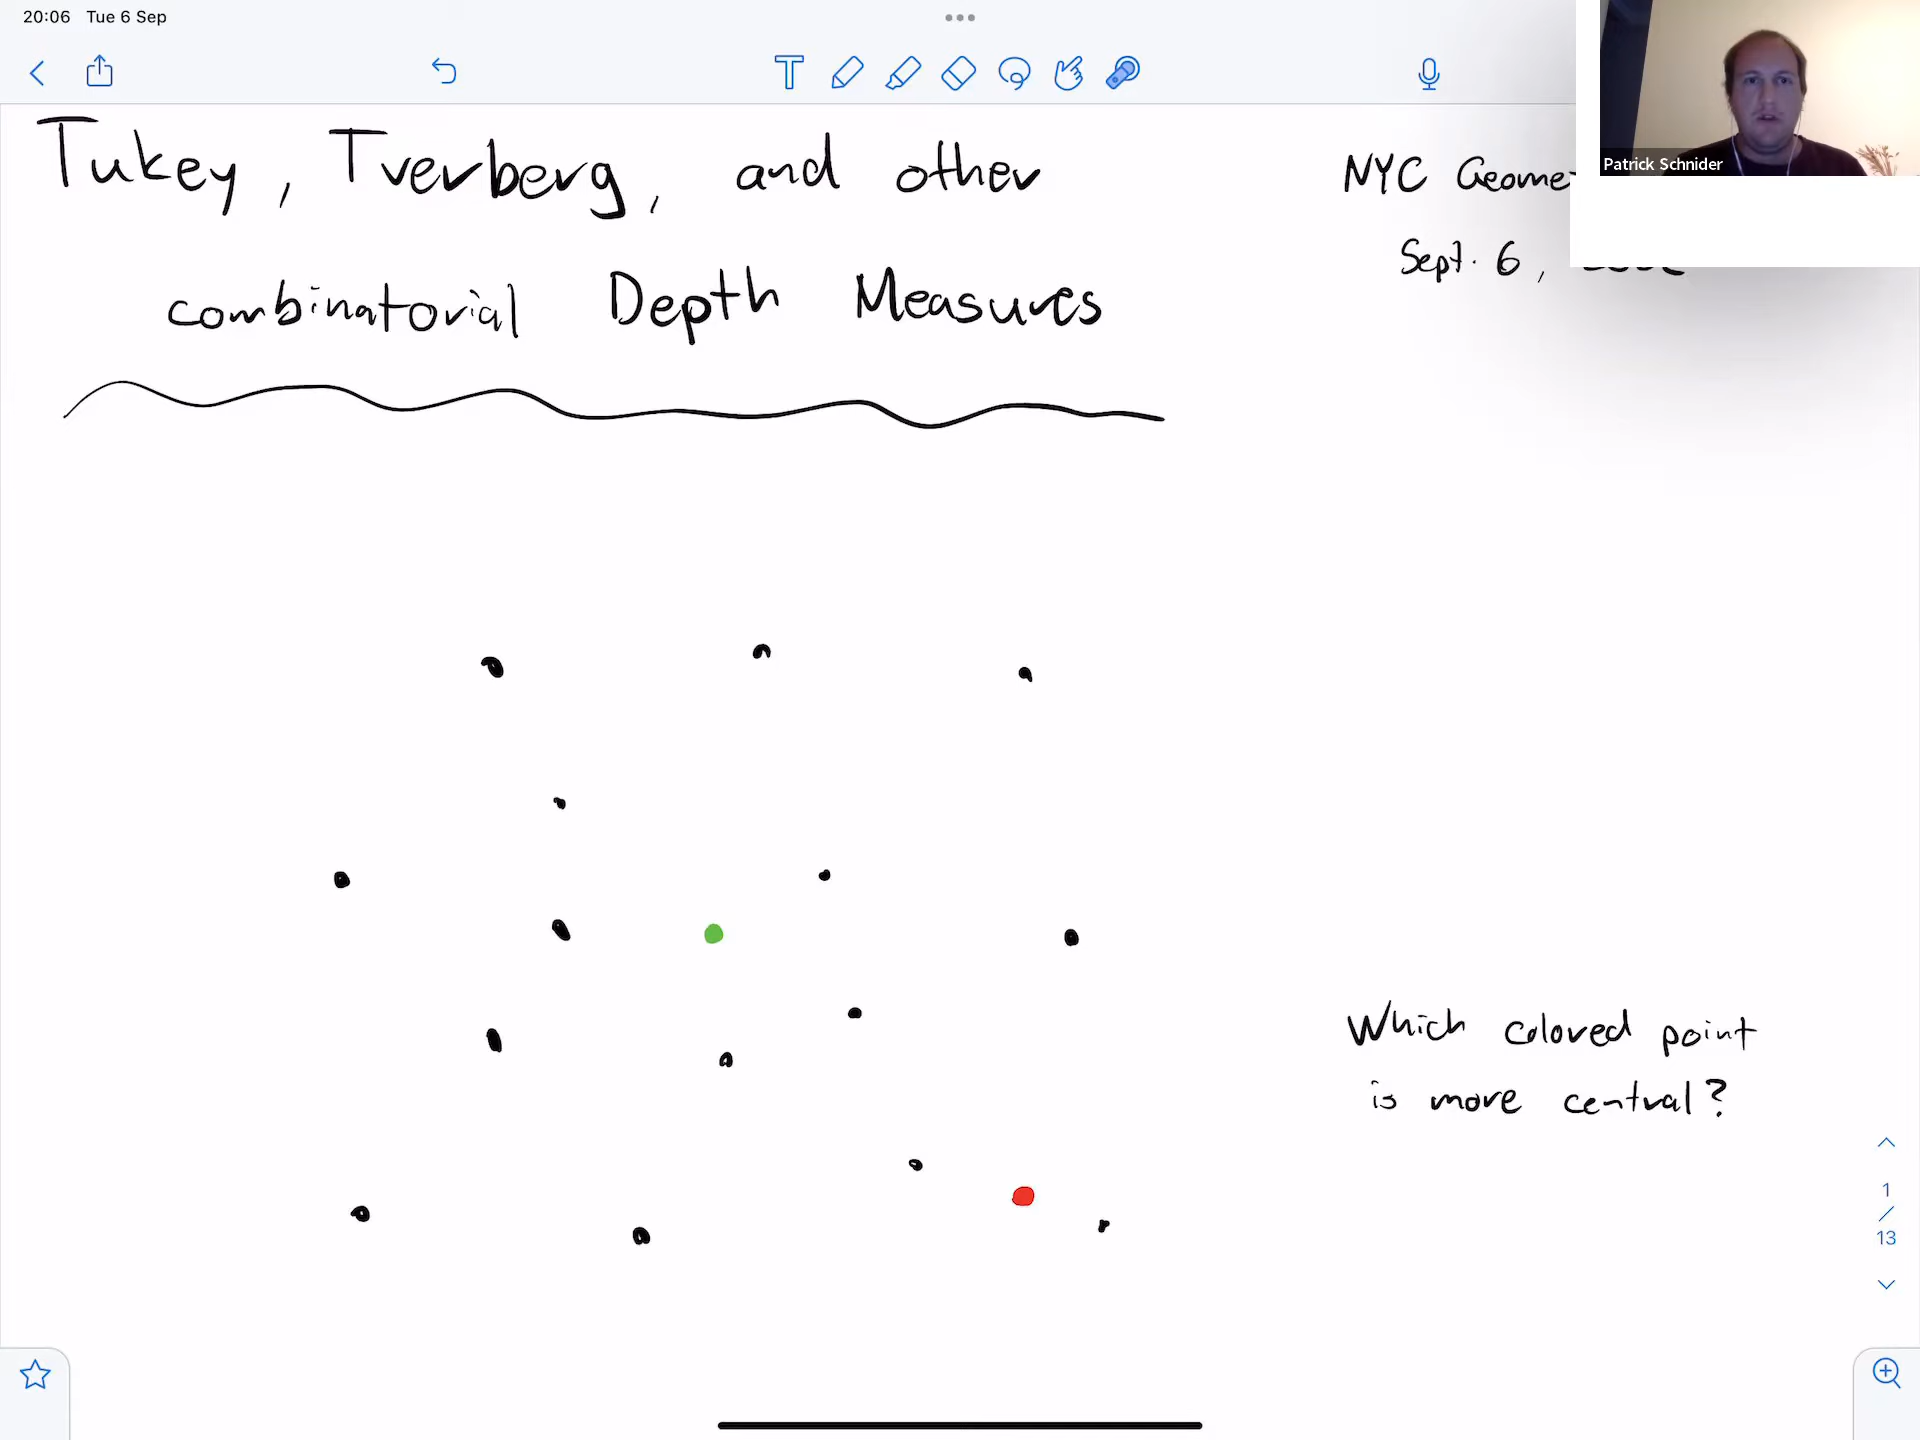 20:06 Tue 6 Sep
Patrick Schnider
Tukey, Tverberg, and other
combinatorial Depth Measures
NYC
Sept. 6,
Which colored point
is more central?
1
/
13